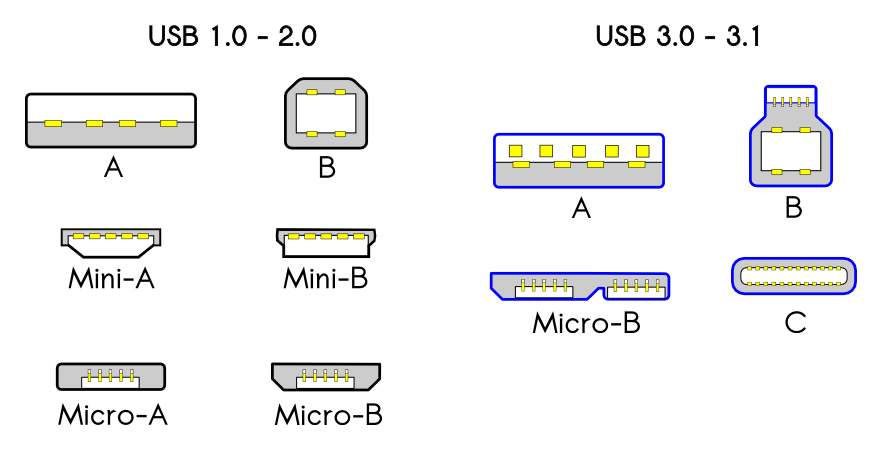 USB 1.0 - 2.0
A
B
Mini-A
Mini-B
Micro-A
Micro-B
USB 3.0 - 3.1
A
B
Micro-B
C